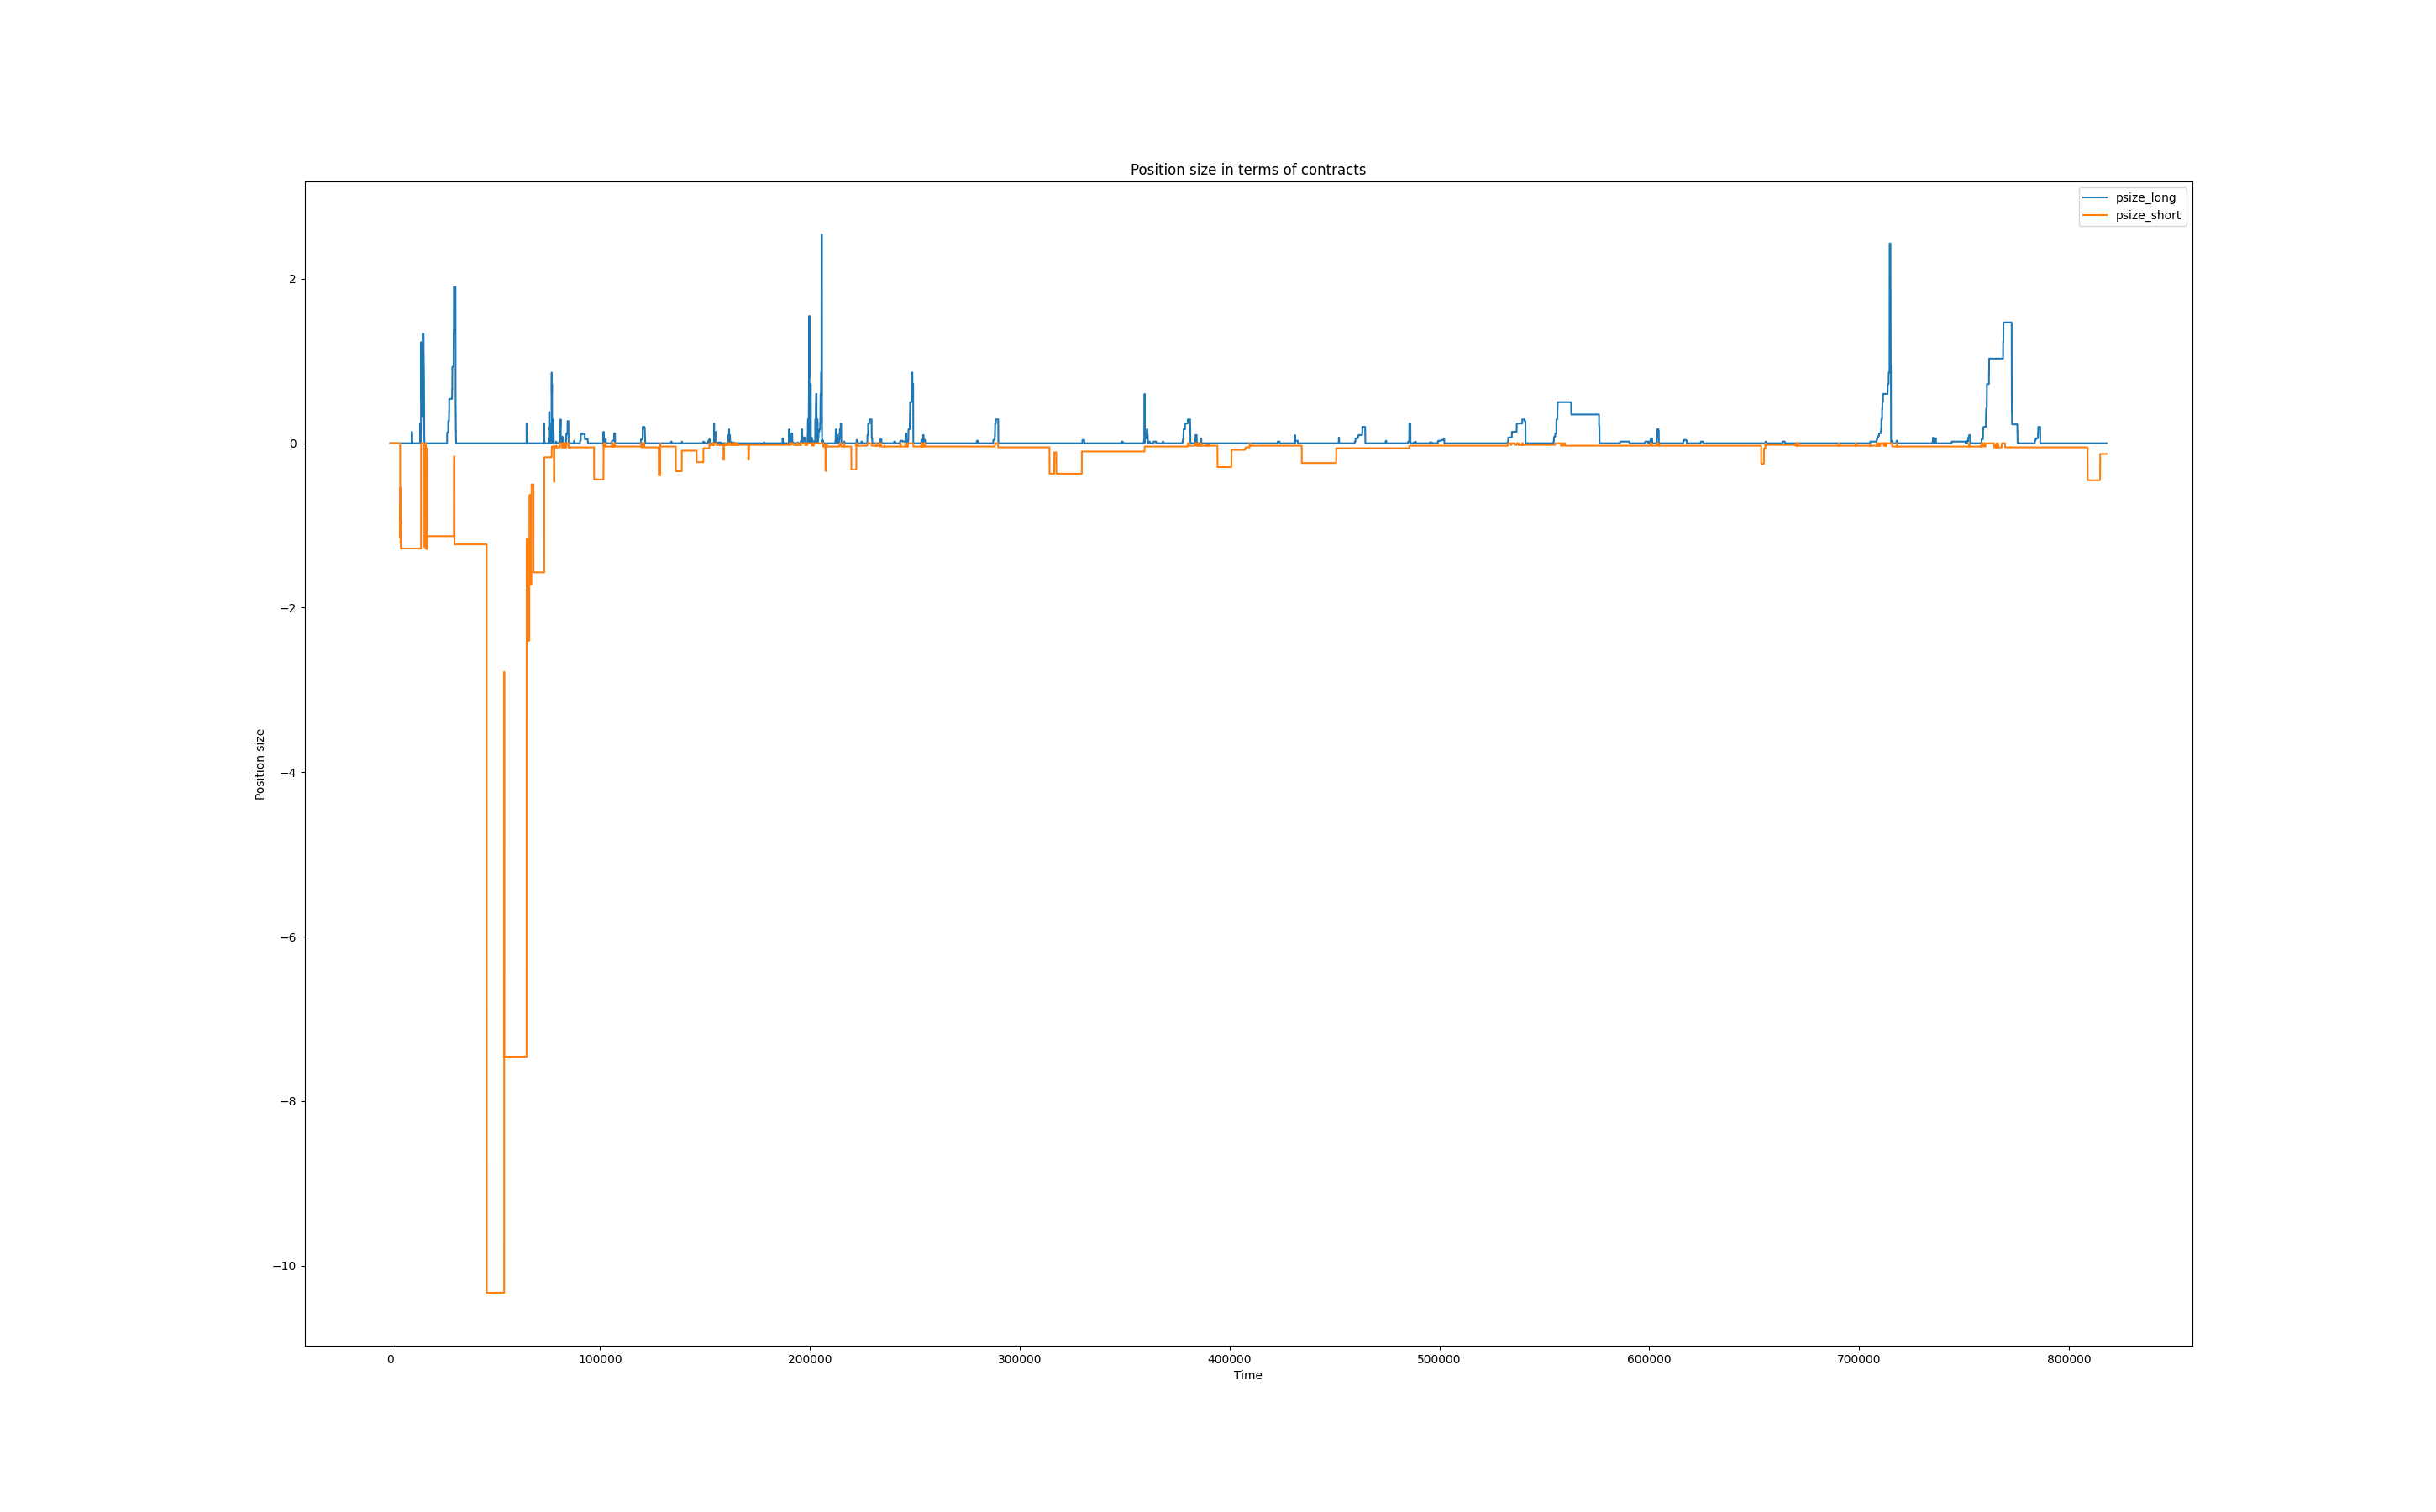 Position size in terms of contracts
psize_long
psize_short
2
0
−2
−4
−6
−8
−10
Position size
0 100000 200000 300000 400000 500000 600000 700000 800000
Time